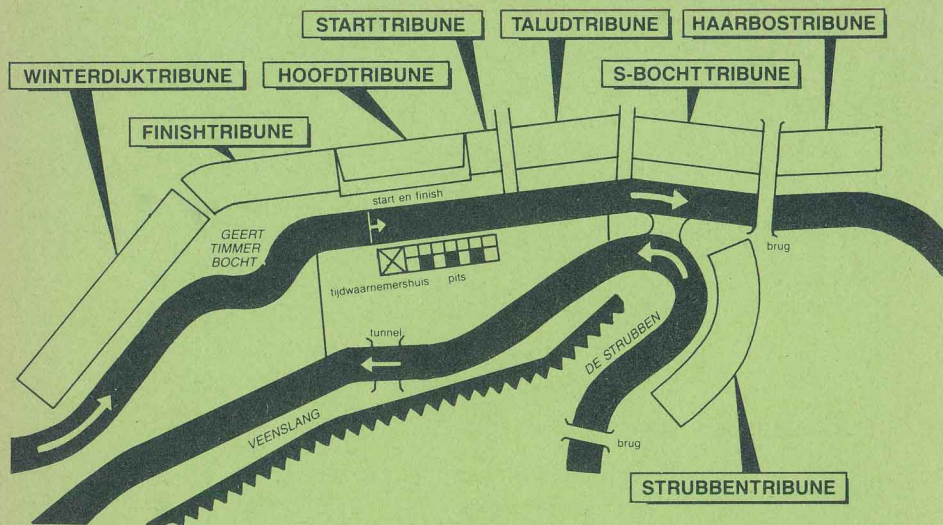 STARTTRIBUNE
TALUDTRIBUNE
HAARBOSTRIBUNE
WINTERDIJKTRIBUNE
HOOFDTRIBUNE
S-BOCHTTRIBUNE
FINISHTRIBUNE
start en finish
GEERT
TIMMER
BOCHT
brug
tijdwaarnemershuis
pits
tunnel
DE STRUBBEN
VEENSLANG
brug
STRUBBENTRIBUNE